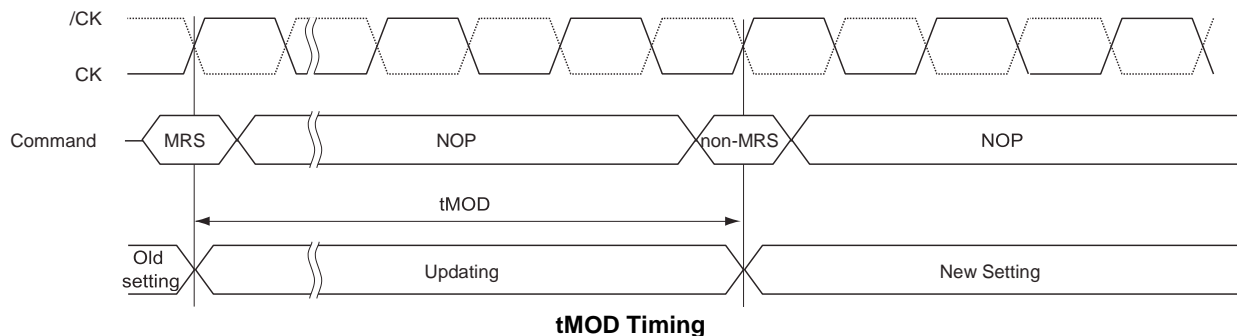 /CK
CK
Command
MRS
NOP
non-MRS
NOP
tMOD
Old
setting
Updating
New Setting
tMOD Timing